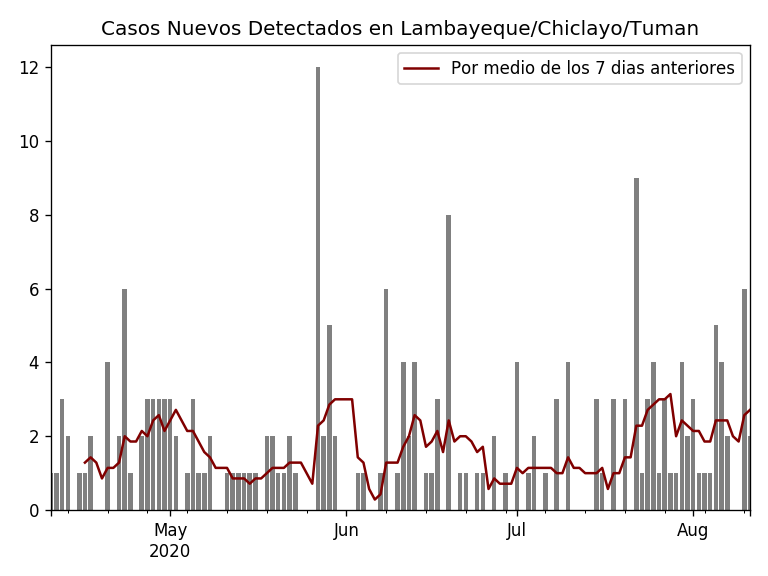 Casos Nuevos Detectados en Lambayeque/Chiclayo/Tuman
Por medio de los 7 dias anteriores
12
10
8
6
4
2
0
May Jun Jul Aug
2020